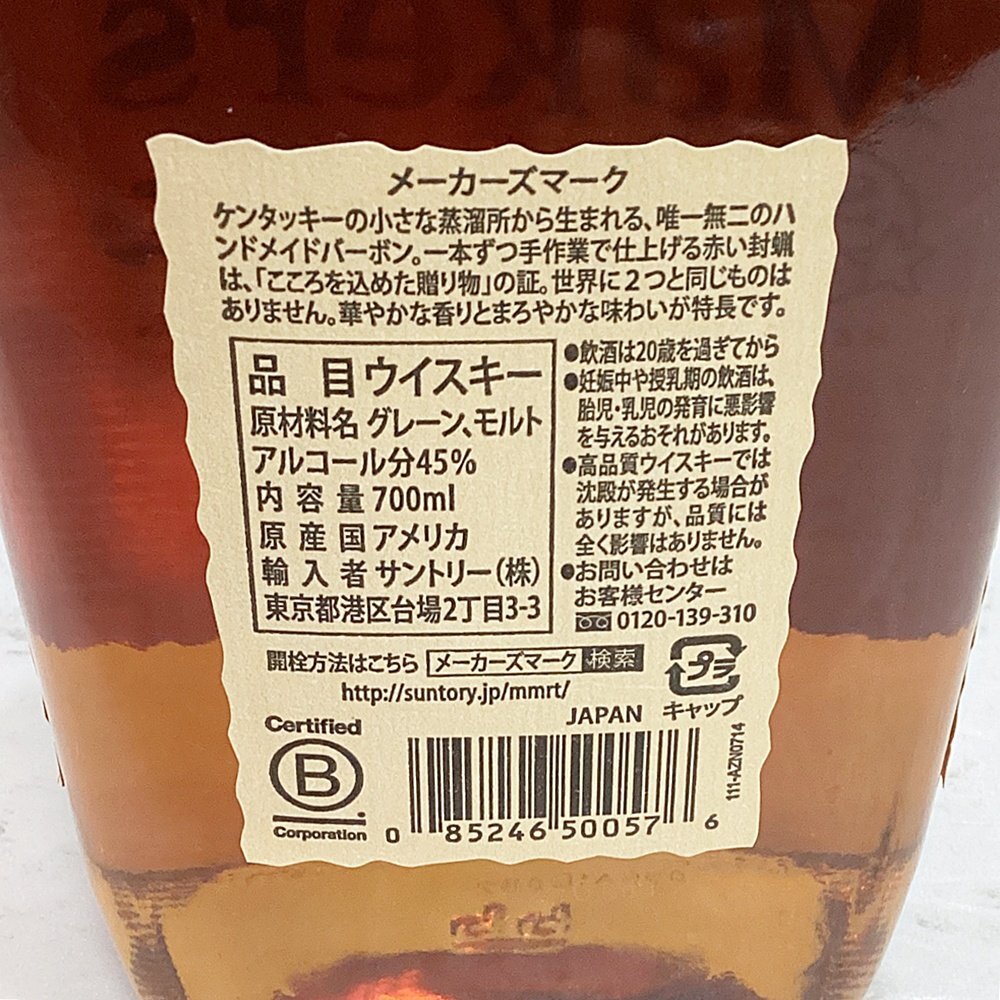 メーカーズマーク
ケンタッキーの小さな蒸溜所から生まれる、唯一無二のハ
ンドメイドバーボン。一本ずつ手作業で仕上げる赤い封蝋
は、「こころを込めた贈り物」の証。世界に２つと同じものは
ありません。華やかな香りとまろやかな味わいが特長です。
品 目 ウイスキー
原材料名 グレーン、モルト
アルコール分45%
内容量 700ml
原産国 アメリカ
輸入者 サントリー(株)
東京都港区台場2丁目3-3
●飲酒は20歳を過ぎてから
●妊娠中や授乳期の飲酒は、
胎児・乳児の発育に悪影響
を与えるおそれがあります。
●高品質ウイスキーでは
沈殿が発生する場合が
ありますが、品質には
全く影響はありません。
●お問い合わせは
お客様センター
0120-139-310
開栓方法はこちら メーカーズマーク 検索
http://suntory.jp/mmrt/
プラ
JAPAN キャップ
Certified
B
Corporation
0 85246 50057 6
111-AZN0714